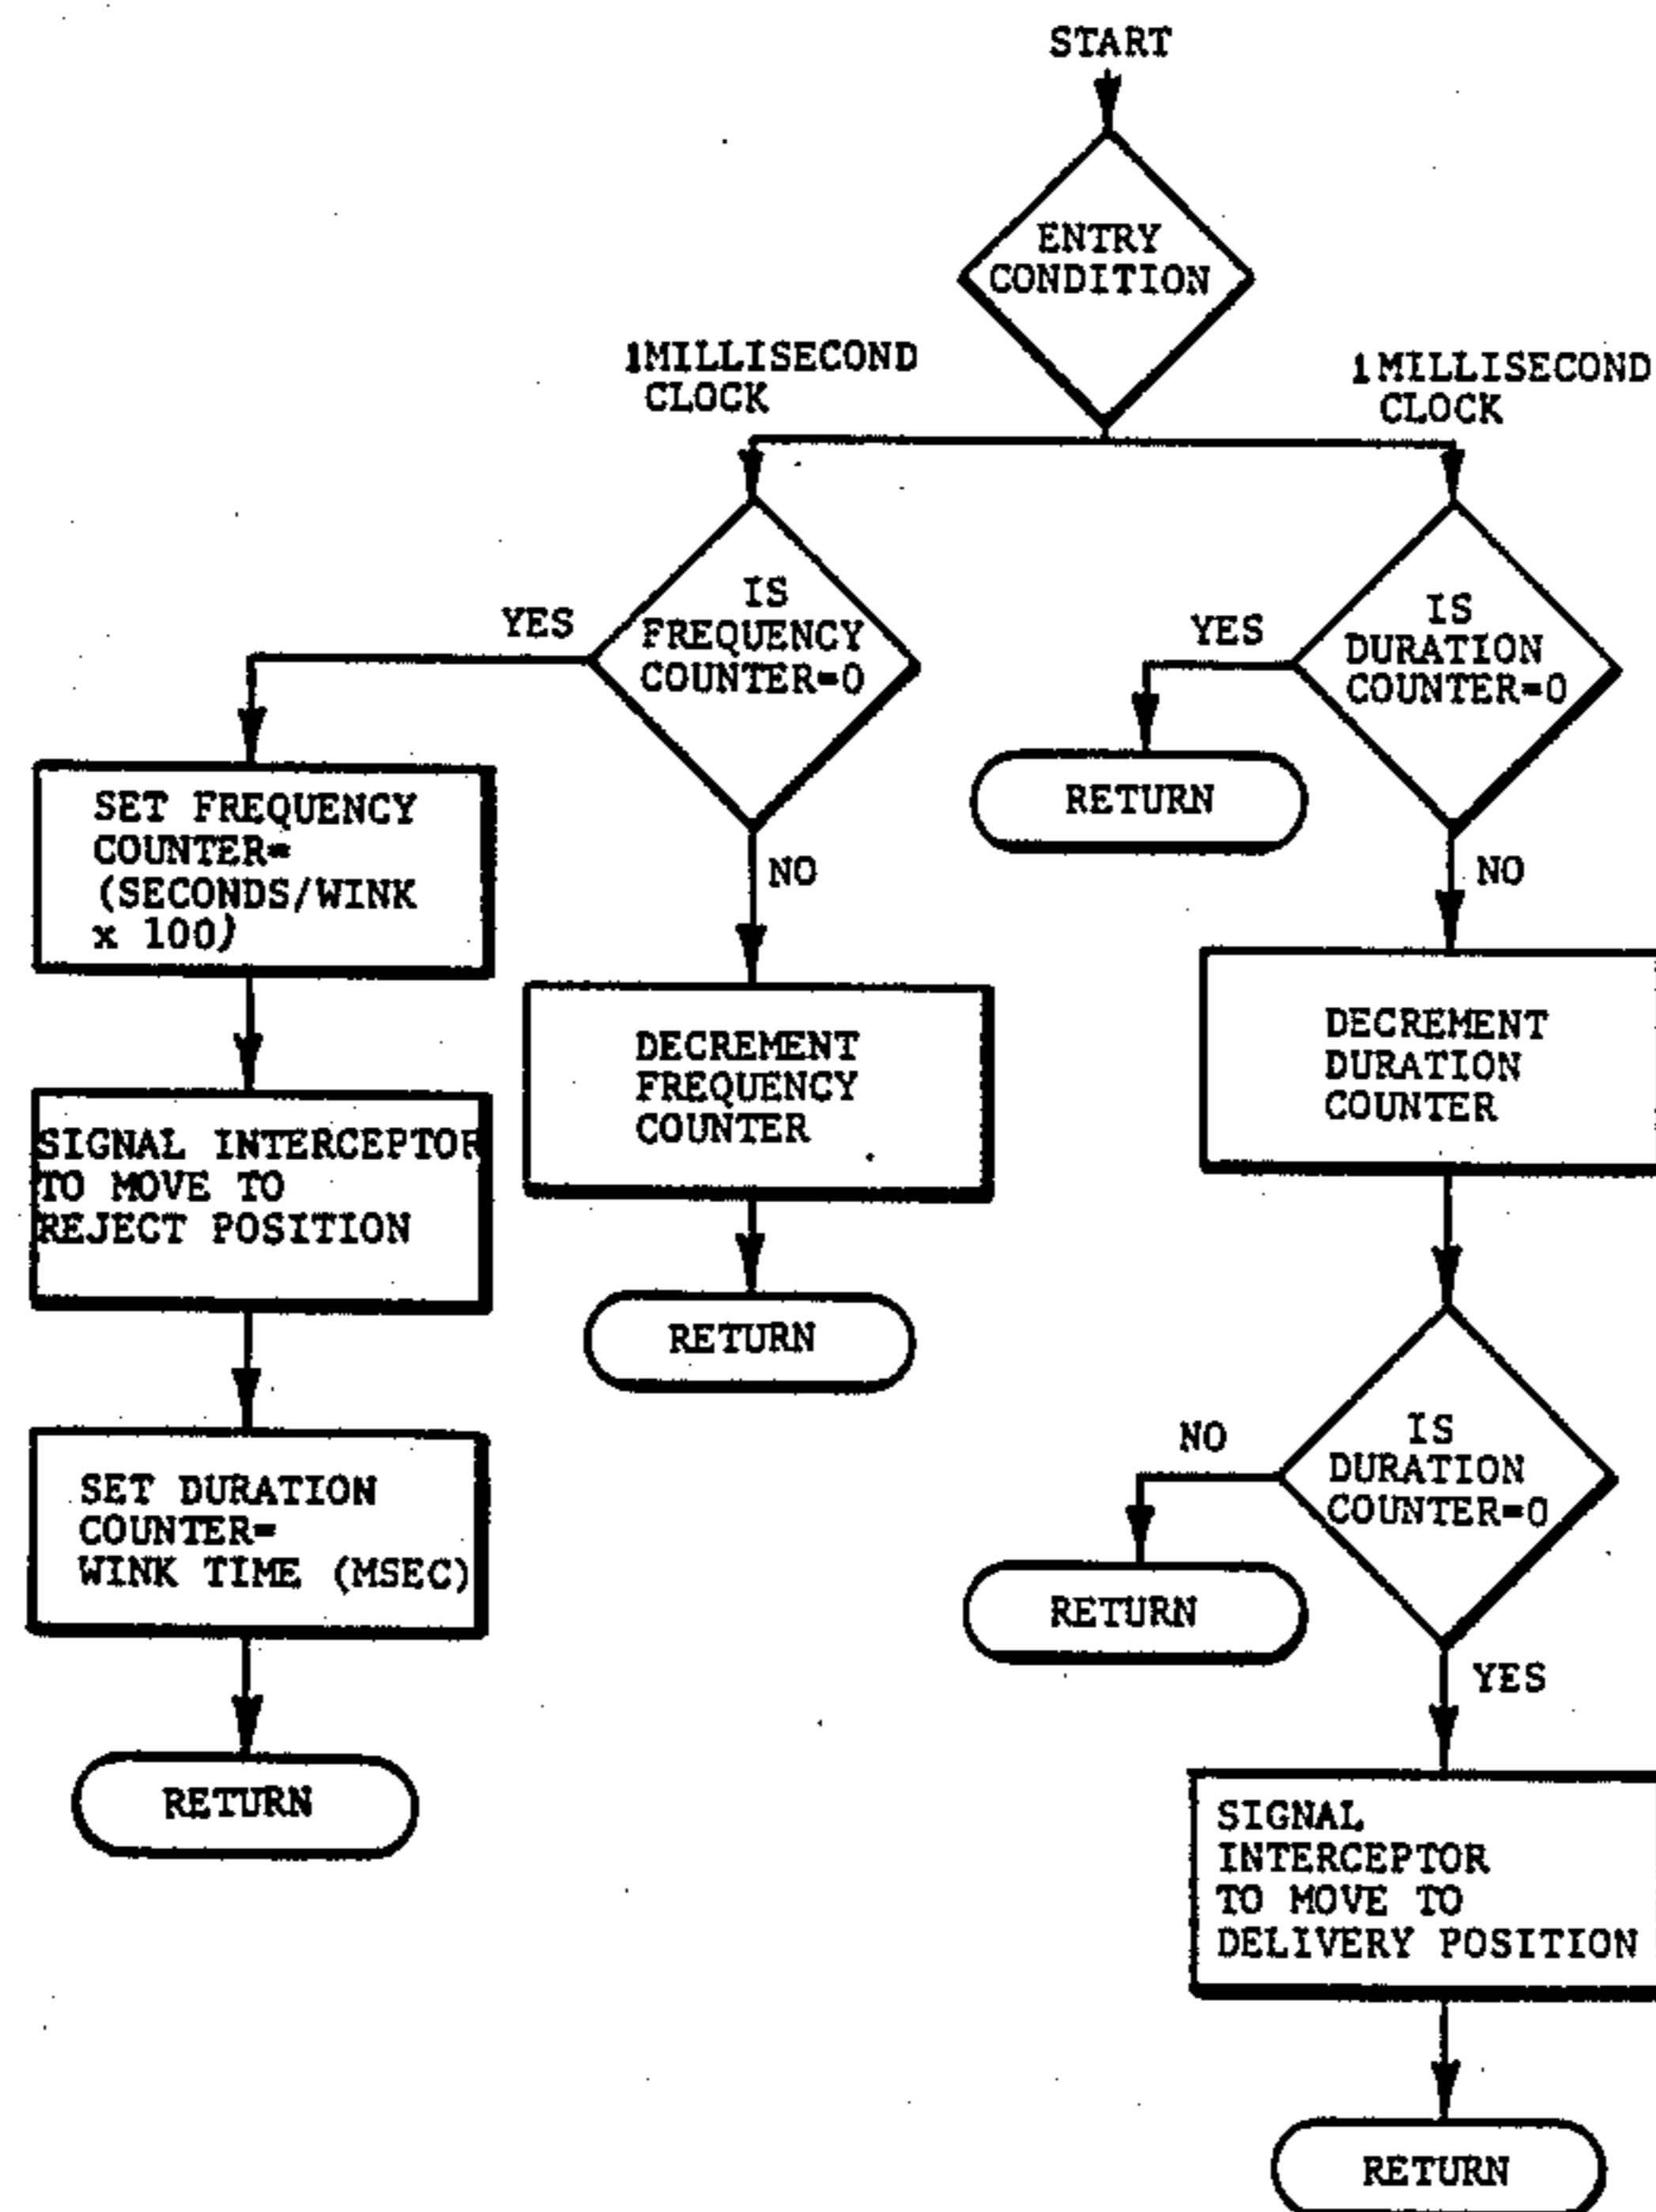 START
ENTRY
CONDITION
1MILLISECOND
CLOCK
1MILLISECOND
CLOCK
IS
FREQUENCY
COUNTER=0
YES
NO
SET FREQUENCY
COUNTER=
(SECONDS/WINK
x 100)
SIGNAL INTERCEPTOR
TO MOVE TO
REJECT POSITION
SET DURATION
COUNTER=
WINK TIME (MSEC)
RETURN
DECREMENT
FREQUENCY
COUNTER
RETURN
IS
DURATION
COUNTER=0
YES
RETURN
NO
DECREMENT
DURATION
COUNTER
IS
DURATION
COUNTER=0
NO
RETURN
YES
SIGNAL
INTERCEPTOR
TO MOVE TO
DELIVERY POSITION
RETURN